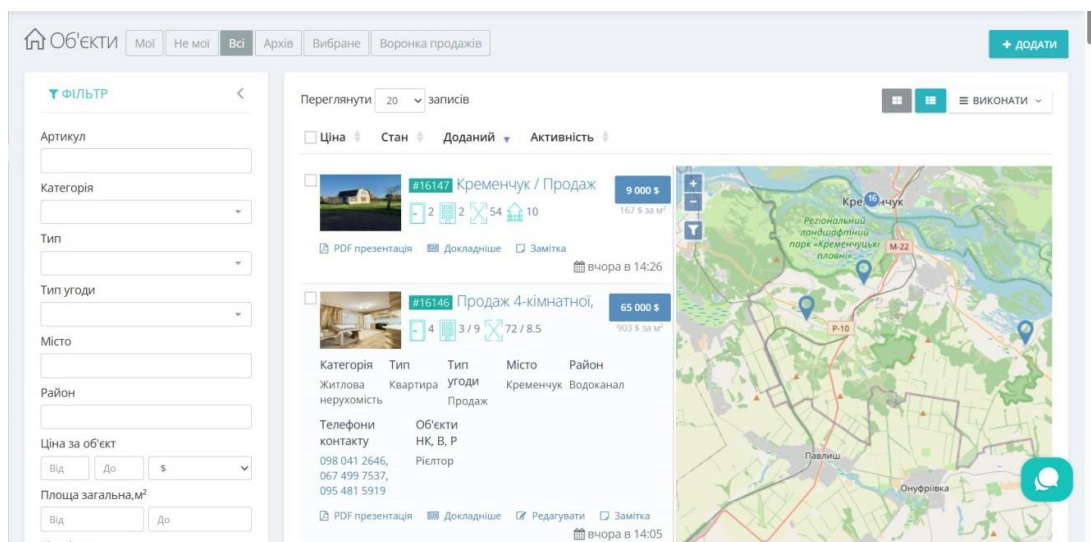 Об'єкти Мої Не мої Всі Архів Вибране Воронка продажів
+ ДОДАТИ
ФІЛЬТР
Артикул
Категорія
Тип
Тип угоди
Місто
Район
Ціна за об'єкт
Від До $
Площа загальна,м²
Від До
Переглянути 20 записів
ВИКОНАТИ
Ціна Стан Доданий Активність
#16147 Кременчук / Продаж
9 000 $
2 2 54 10
167 $ за м²
PDF презентація Докладніше Замітка
вчора в 14:26
#16146 Продаж 4-кімнатної,
65 000 $
4 3 / 9 72 / 8.5
903 $ за м²
Категорія Тип Тип угоди Місто Район
Житлова нерухомість Квартира Продаж Кременчук Водоканал
Телефони контакту
Об'єкти НК, В, Р
098 041 2646,
067 499 7537,
095 481 5919
Рієлтор
PDF презентація Докладніше Редагувати Замітка
вчора в 14:05
+
−
16
Регіональний
ландшафтний
парк «Кременчуцькі
плавні»
М-22
Р-10
Павлиш
Онуфріївка